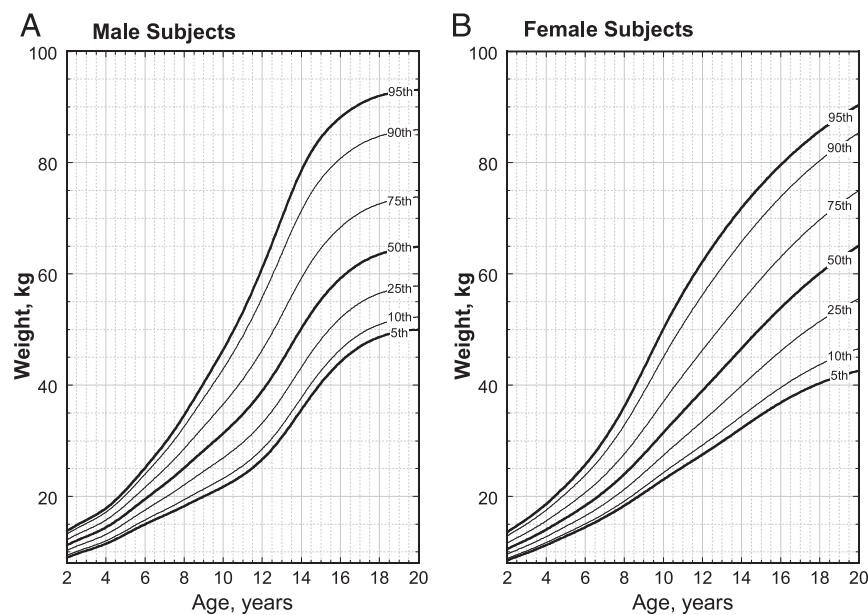 A Male Subjects
B Female Subjects
Weight, kg
100
80
60
40
20
95th
90th
75th
50th
25th
10th
5th
2 4 6 8 10 12 14 16 18 20
Age, years
Weight, kg
100
80
60
40
20
95th
90th
75th
50th
25th
10th
5th
2 4 6 8 10 12 14 16 18 20
Age, years